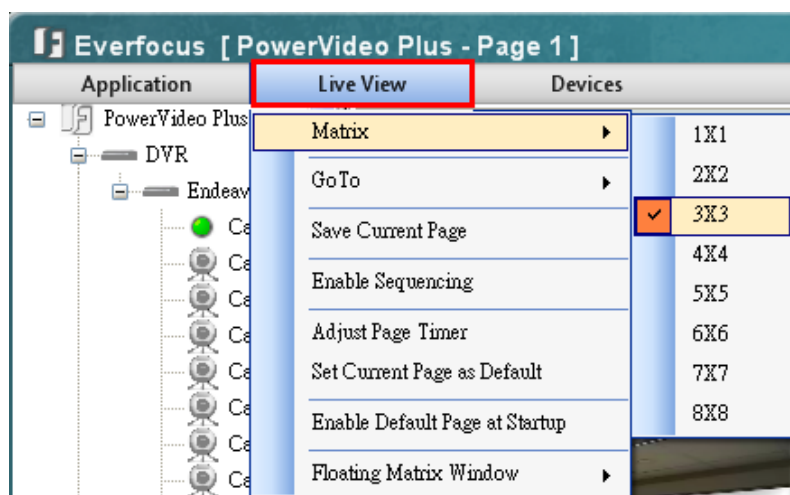 Everfocus [ PowerVideo Plus - Page 1 ]
Application Live View Devices
PowerVideo Plus
DVR
Endeav
Ca
Ca
Ca
Ca
Ca
Ca
Ca
Ca
Matrix
GoTo
Save Current Page
Enable Sequencing
Adjust Page Timer
Set Current Page as Default
Enable Default Page at Startup
Floating Matrix Window
1X1
2X2
3X3
4X4
5X5
6X6
7X7
8X8